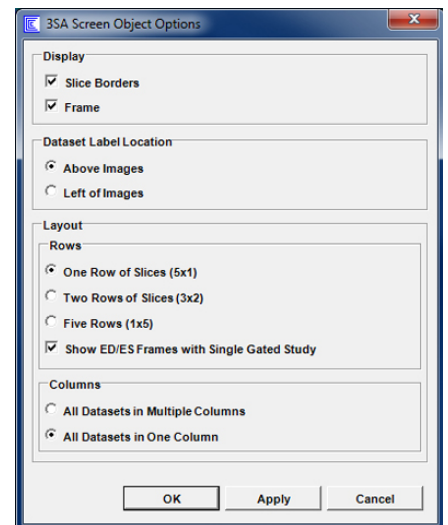 3SA Screen Object Options
Display
Slice Borders
Frame
Dataset Label Location
Above Images
Left of Images
Layout
Rows
One Row of Slices (5x1)
Two Rows of Slices (3x2)
Five Rows (1x5)
Show ED/ES Frames with Single Gated Study
Columns
All Datasets in Multiple Columns
All Datasets in One Column
OK Apply Cancel